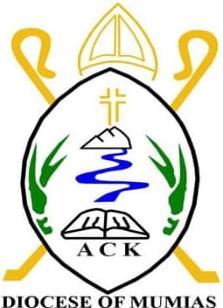 ACK
DIOCESE OF MUMIAS